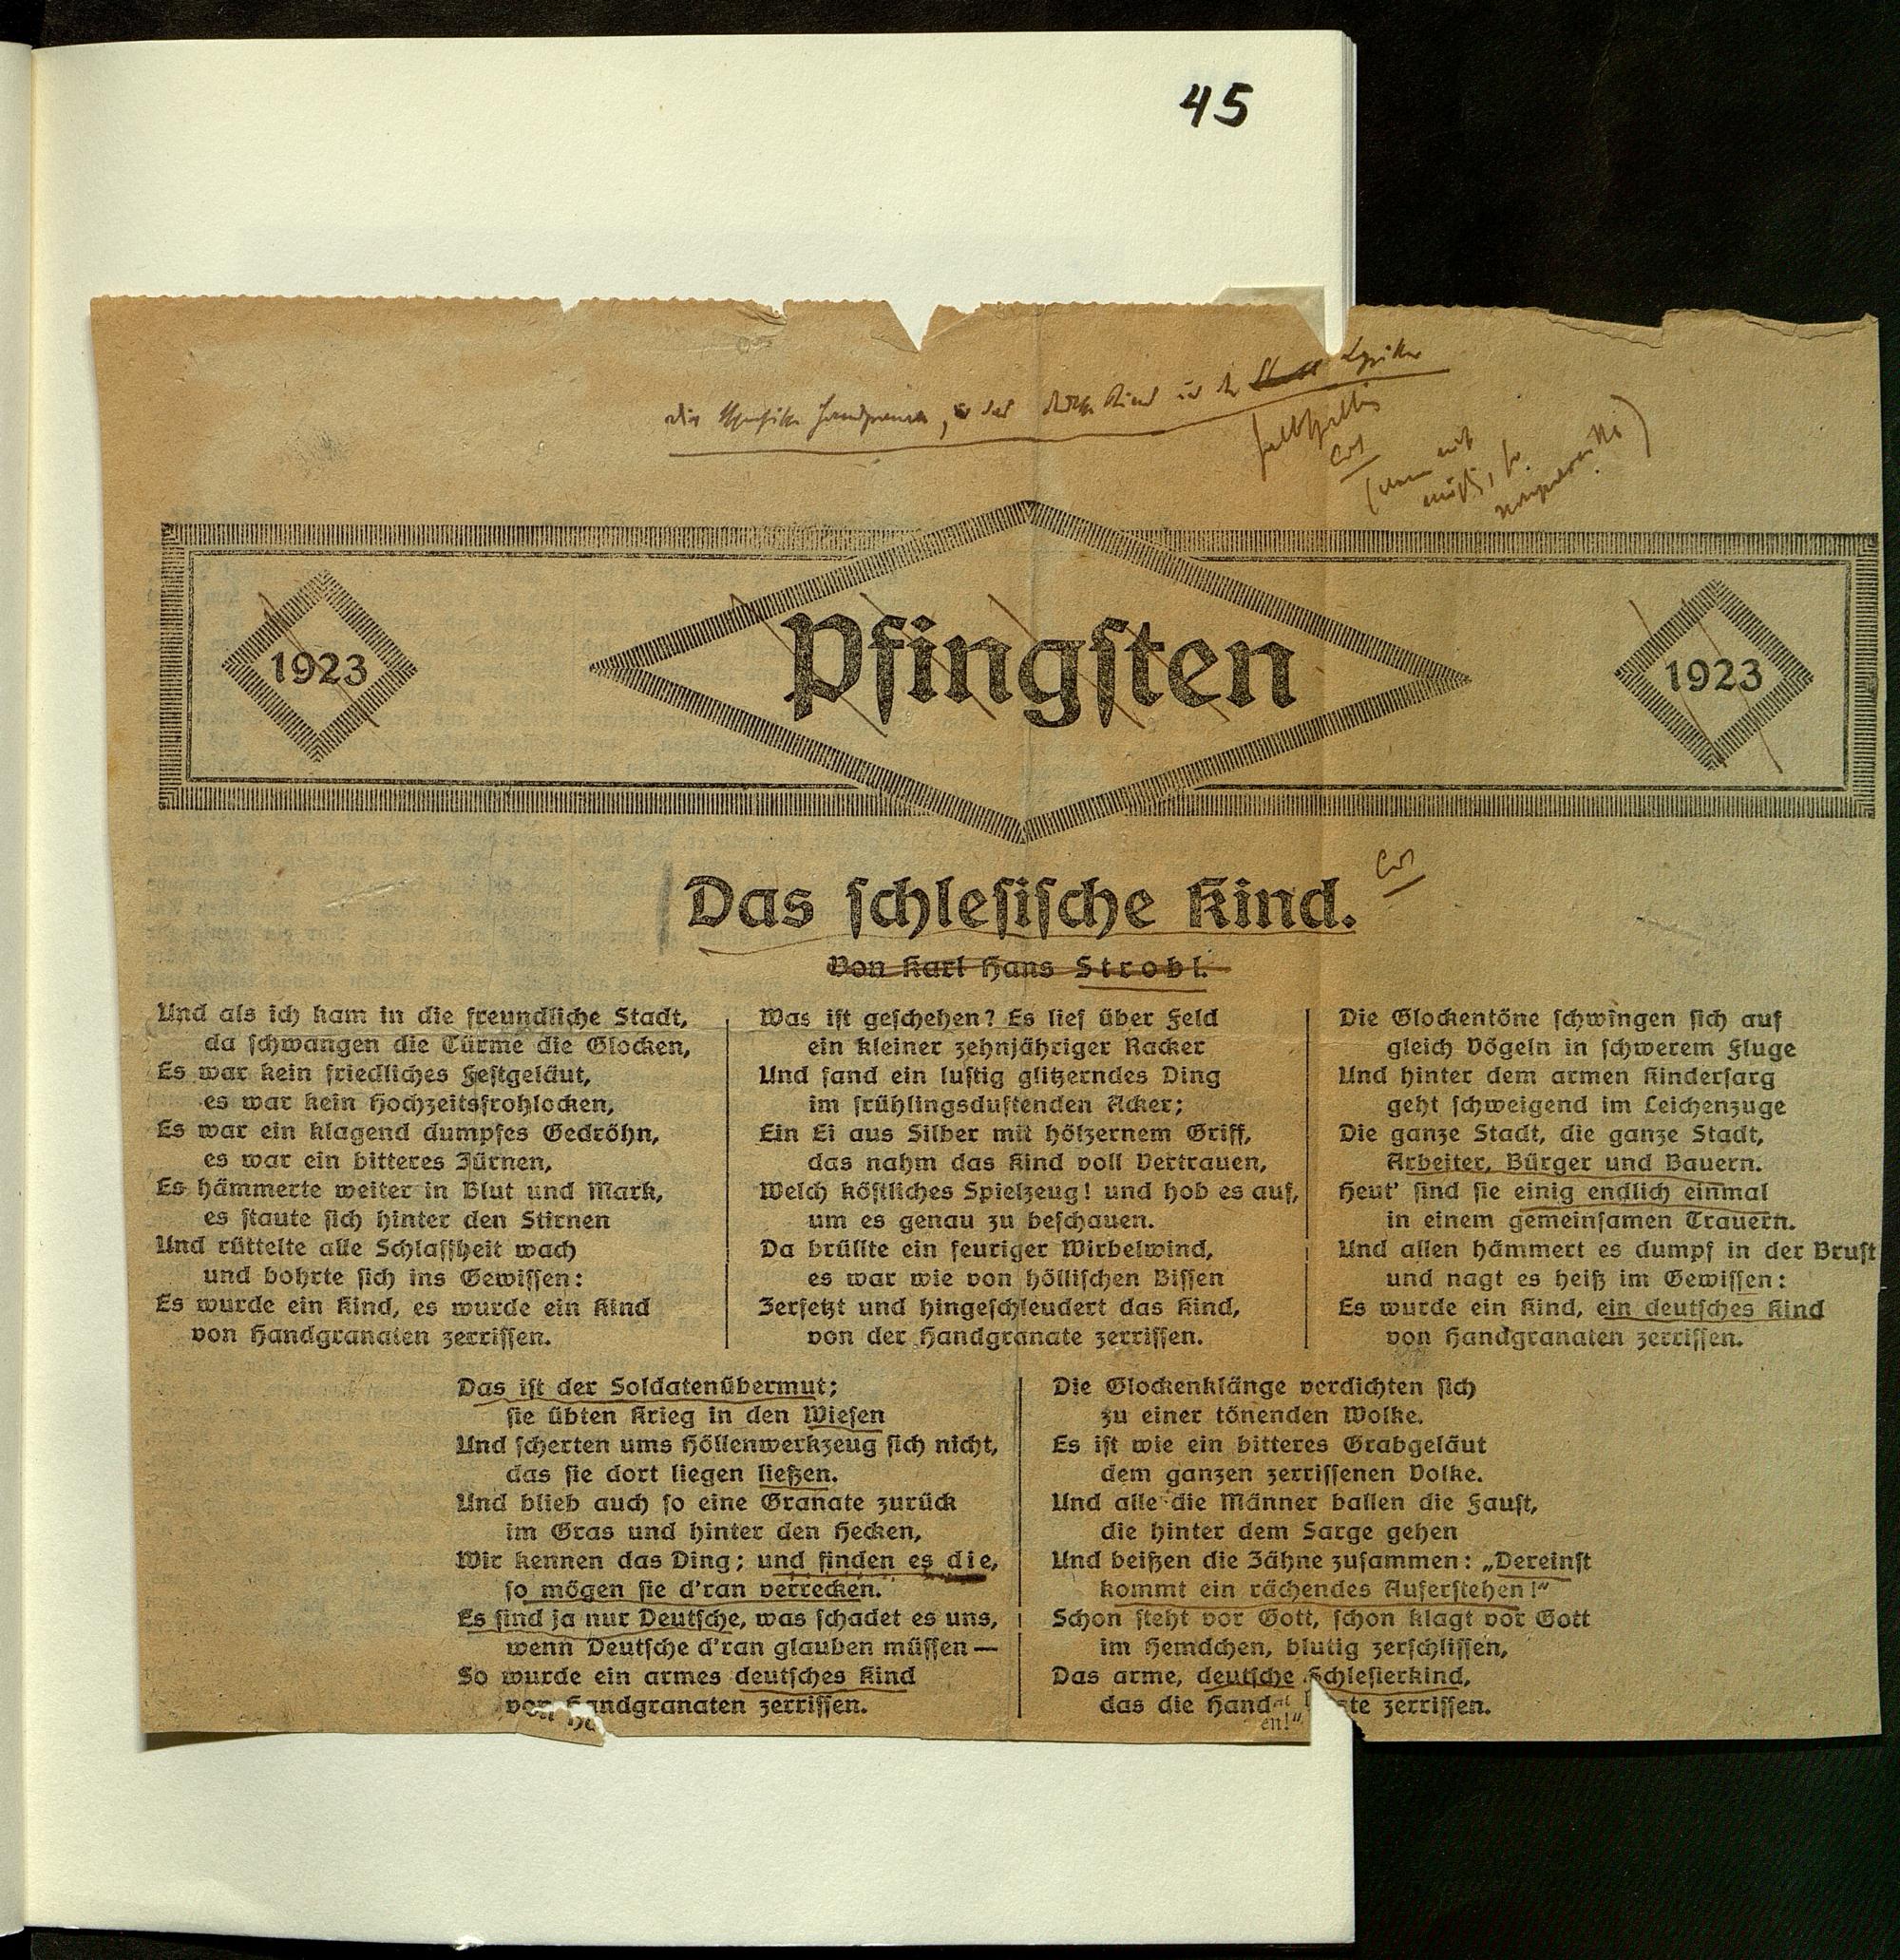 45
Pfingsten
1923
1923
Das schlesische Kind.
Von Karl Hans Strobl.
Und als ich kam in die freundliche Stadt,
da schwangen die Türme die Glocken,
Es war kein friedliches Festgeläut,
es war kein Hochzeitsfrohlocken,
Es war ein klagend dumpfes Gedröhn,
es war ein bitteres Zürnen,
Es hämmerte weiter in Blut und Mark,
es staute sich hinter den Stirnen
Und rüttelte alle Schlaffheit wach
und bohrte sich ins Gewissen:
Es wurde ein Kind, es wurde ein Kind
von Handgranaten zerrissen.
Was ist geschehen? Es lief über Feld
ein kleiner zehnjähriger Racker
Und fand ein lustig glitzerndes Ding
im frühlingsduftenden Acker;
Ein Ei aus Silber mit hölzernem Griff,
das nahm das Kind voll Vertrauen,
Welch köstliches Spielzeug! und hob es auf,
um es genau zu beschauen.
Da brüllte ein feuriger Wirbelwind,
es war wie von höllischen Bissen
Zerfetzt und hingeschleudert das Kind,
von der Handgranate zerrissen.
Die Glockentöne schwingen sich auf
gleich Vögeln in schwerem Fluge
Und hinter dem armen Kindersarg
geht schweigend im Leichenzuge
Die ganze Stadt, die ganze Stadt,
Arbeiter, Bürger und Bauern.
Heut' sind sie einig endlich einmal
in einem gemeinsamen Trauern.
Und allen hämmert es dumpf in der Brust
und nagt es heiß im Gewissen:
Es wurde ein Kind, ein deutsches Kind
von Handgranaten zerrissen.
Das ist der Soldatenübermut;
sie übten Krieg in den Wiesen
Und scherten ums Höllenwerkzeug sich nicht,
das sie dort liegen ließen.
Und blieb auch so eine Granate zurück
im Gras und hinter den Hecken,
Wir kennen das Ding; und finden es die,
so mögen sie d'ran verrecken.
Es sind ja nur Deutsche, was schadet es uns,
wenn Deutsche d'ran glauben müssen —
So wurde ein armes deutsches Kind
von Handgranaten zerrissen.
Die Glockenklänge verdichten sich
zu einer tönenden Wolke.
Es ist wie ein bitteres Grabgeläut
dem ganzen zerrissenen Volke.
Und alle die Männer ballen die Faust,
die hinter dem Sarge gehen
Und beißen die Zähne zusammen: „Dereinst
kommt ein rächendes Auferstehen!“
Schon steht vor Gott, schon klagt vor Gott
im Hemdchen, blutig zerschlissen,
Das arme, deutsche Schlesierkind,
das die Hand te zerrissen.
en!“